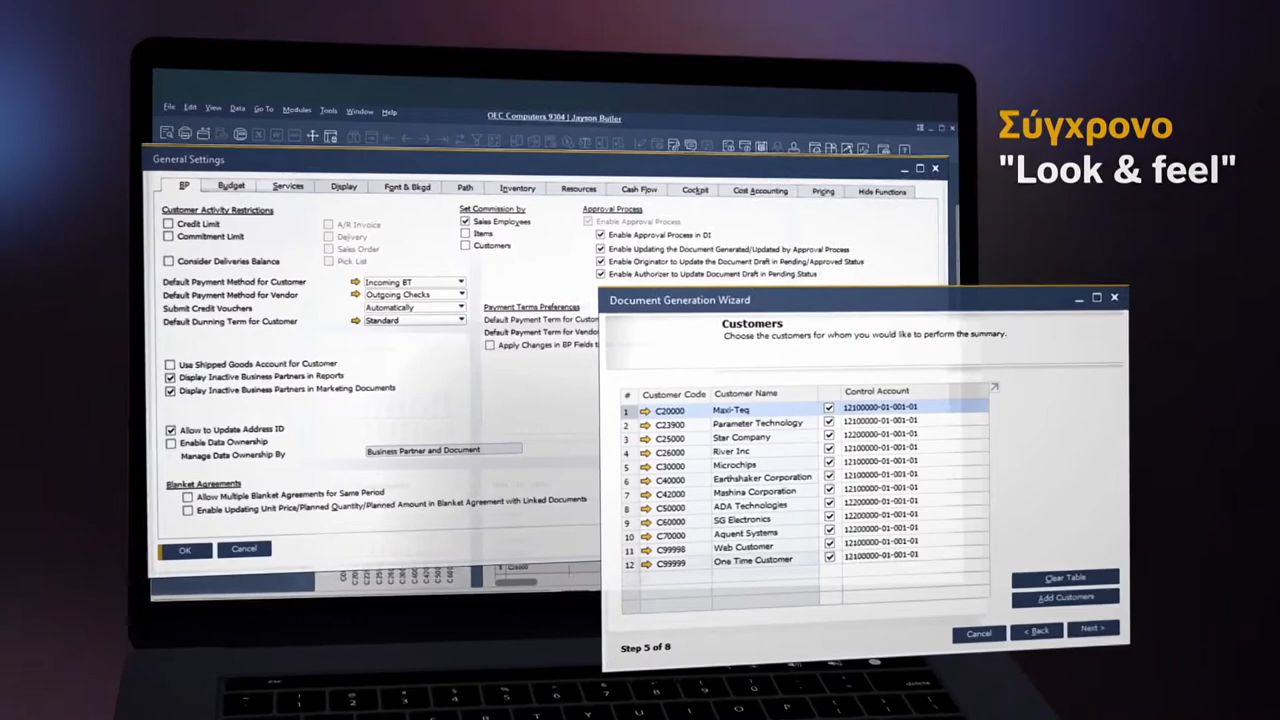 Σύγχρονο
"Look & feel"
File Edit View Data Go To Modules Tools Window Help
OEC Computers 9304 | Jayson Butler
General Settings
BP Budget Services Display Font & Bkgd Path Inventory Resources Cash Flow Cockpit Cost Accounting Pricing Hide Functions
Customer Activity Restrictions
Credit Limit
Commitment Limit
Consider Deliveries Balance
A/R Invoice
Delivery
Sales Order
Pick List
Set Commission by
Sales Employees
Items
Customers
Approval Process
Enable Approval Process
Enable Approval Process in DI
Enable Updating the Document Generated/Updated by Approval Process
Enable Originator to Update the Document Draft in Pending/Approved Status
Enable Authorizer to Update Document Draft in Pending Status
Default Payment Method for Customer Incoming BT
Default Payment Method for Vendor Outgoing Checks
Submit Credit Vouchers Automatically
Default Dunning Term for Customer Standard
Payment Terms Preferences
Default Payment Term for Custor
Default Payment Term for Vendo
Apply Changes in BP Fields t
Use Shipped Goods Account for Customer
Display Inactive Business Partners in Reports
Display Inactive Business Partners in Marketing Documents
Allow to Update Address ID
Enable Data Ownership
Manage Data Ownership By Business Partner and Document
Blanket Agreements
Allow Multiple Blanket Agreements for Same Period
Enable Updating Unit Price/Planned Quantity/Planned Amount in Blanket Agreement with Linked Documents
OK Cancel
Document Generation Wizard
Customers
Choose the customers for whom you would like to perform the summary.
# Customer Code Customer Name Control Account
1 C20000 Maxi-Teq 12100000-01-001-01
2 C23900 Parameter Technology 12100000-01-001-01
3 C25000 Star Company 12200000-01-001-01
4 C26000 River Inc 12100000-01-001-01
5 C30000 Microchips 12100000-01-001-01
6 C40000 Earthshaker Corporation 12100000-01-001-01
7 C42000 Mashina Corporation 12100000-01-001-01
8 C50000 ADA Technologies 12200000-01-001-01
9 C60000 SG Electronics 12200000-01-001-01
10 C70000 Aquent Systems 12200000-01-001-01
11 C99998 Web Customer 12100000-01-001-01
12 C99999 One Time Customer 12100000-01-001-01
Clear Table
Add Customers
Step 5 of 8
Cancel < Back Next >